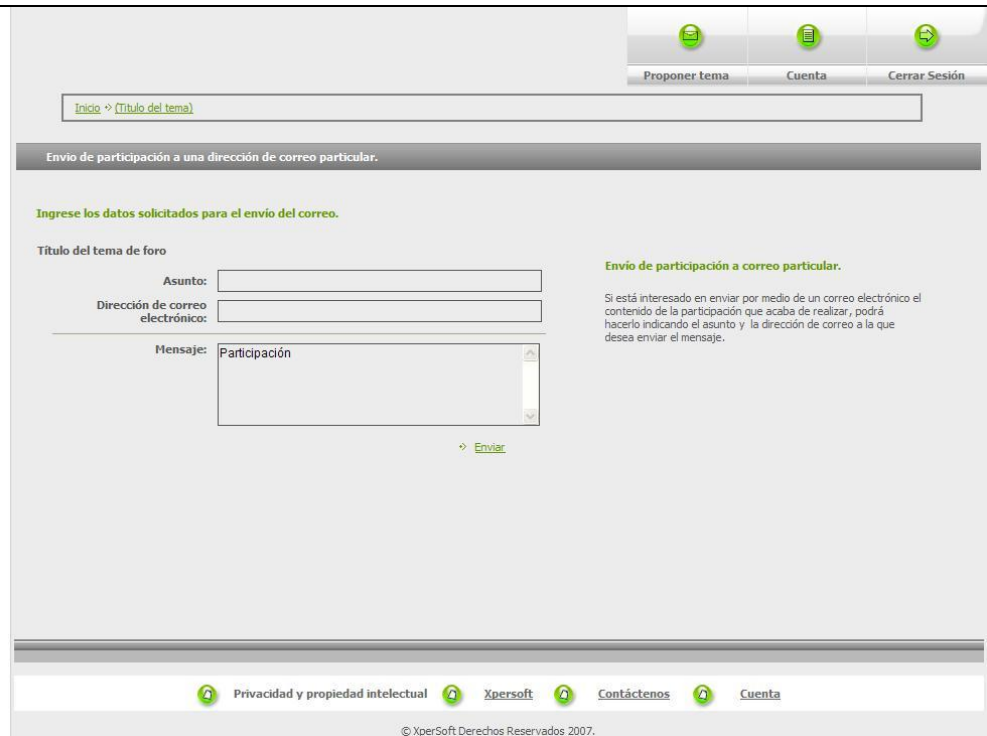 Proponer tema Cuenta Cerrar Sesión
Inicio (Titulo del tema)
Envio de participación a una dirección de correo particular.
Ingrese los datos solicitados para el envío del correo.
Título del tema de foro
Asunto:
Dirección de correo
electrónico:
Mensaje: Participación
Enviar
Envío de participación a correo particular.
Si está interesado en enviar por medio de un correo electrónico el
contenido de la participación que acaba de realizar, podrá
hacerlo indicando el asunto y la dirección de correo a la que
desea enviar el mensaje.
Privacidad y propiedad intelectual Xpersoft Contáctenos Cuenta
© XperSoft Derechos Reservados 2007.